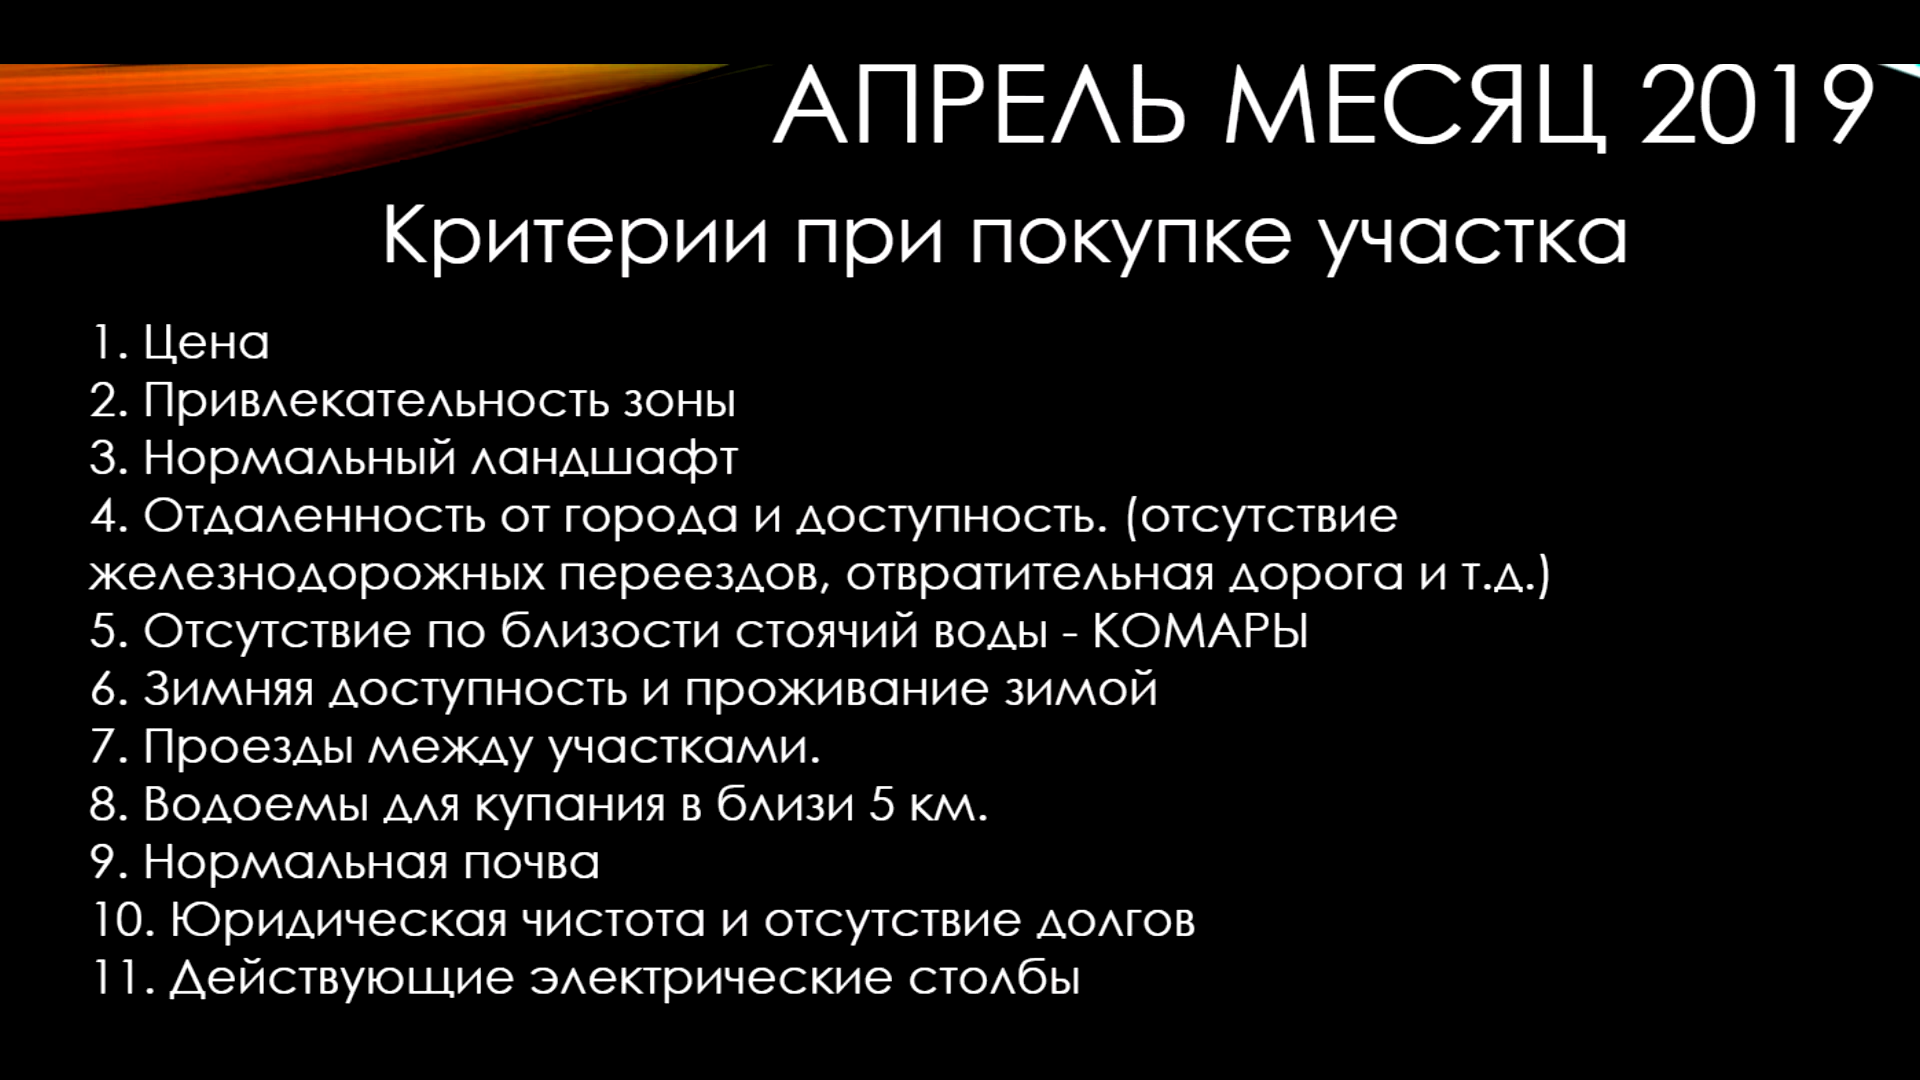 АПРЕЛЬ МЕСЯЦ 2019
Критерии при покупке участка
1. Цена
2. Привлекательность зоны
3. Нормальный ландшафт
4. Отдаленность от города и доступность. (отсутствие
железнодорожных переездов, отвратительная дорога и т.д.)
5. Отсутствие по близости стоячий воды - КОМАРЫ
6. Зимняя доступность и проживание зимой
7. Проезды между участками.
8. Водоемы для купания в близи 5 км.
9. Нормальная почва
10. Юридическая чистота и отсутствие долгов
11. Действующие электрические столбы